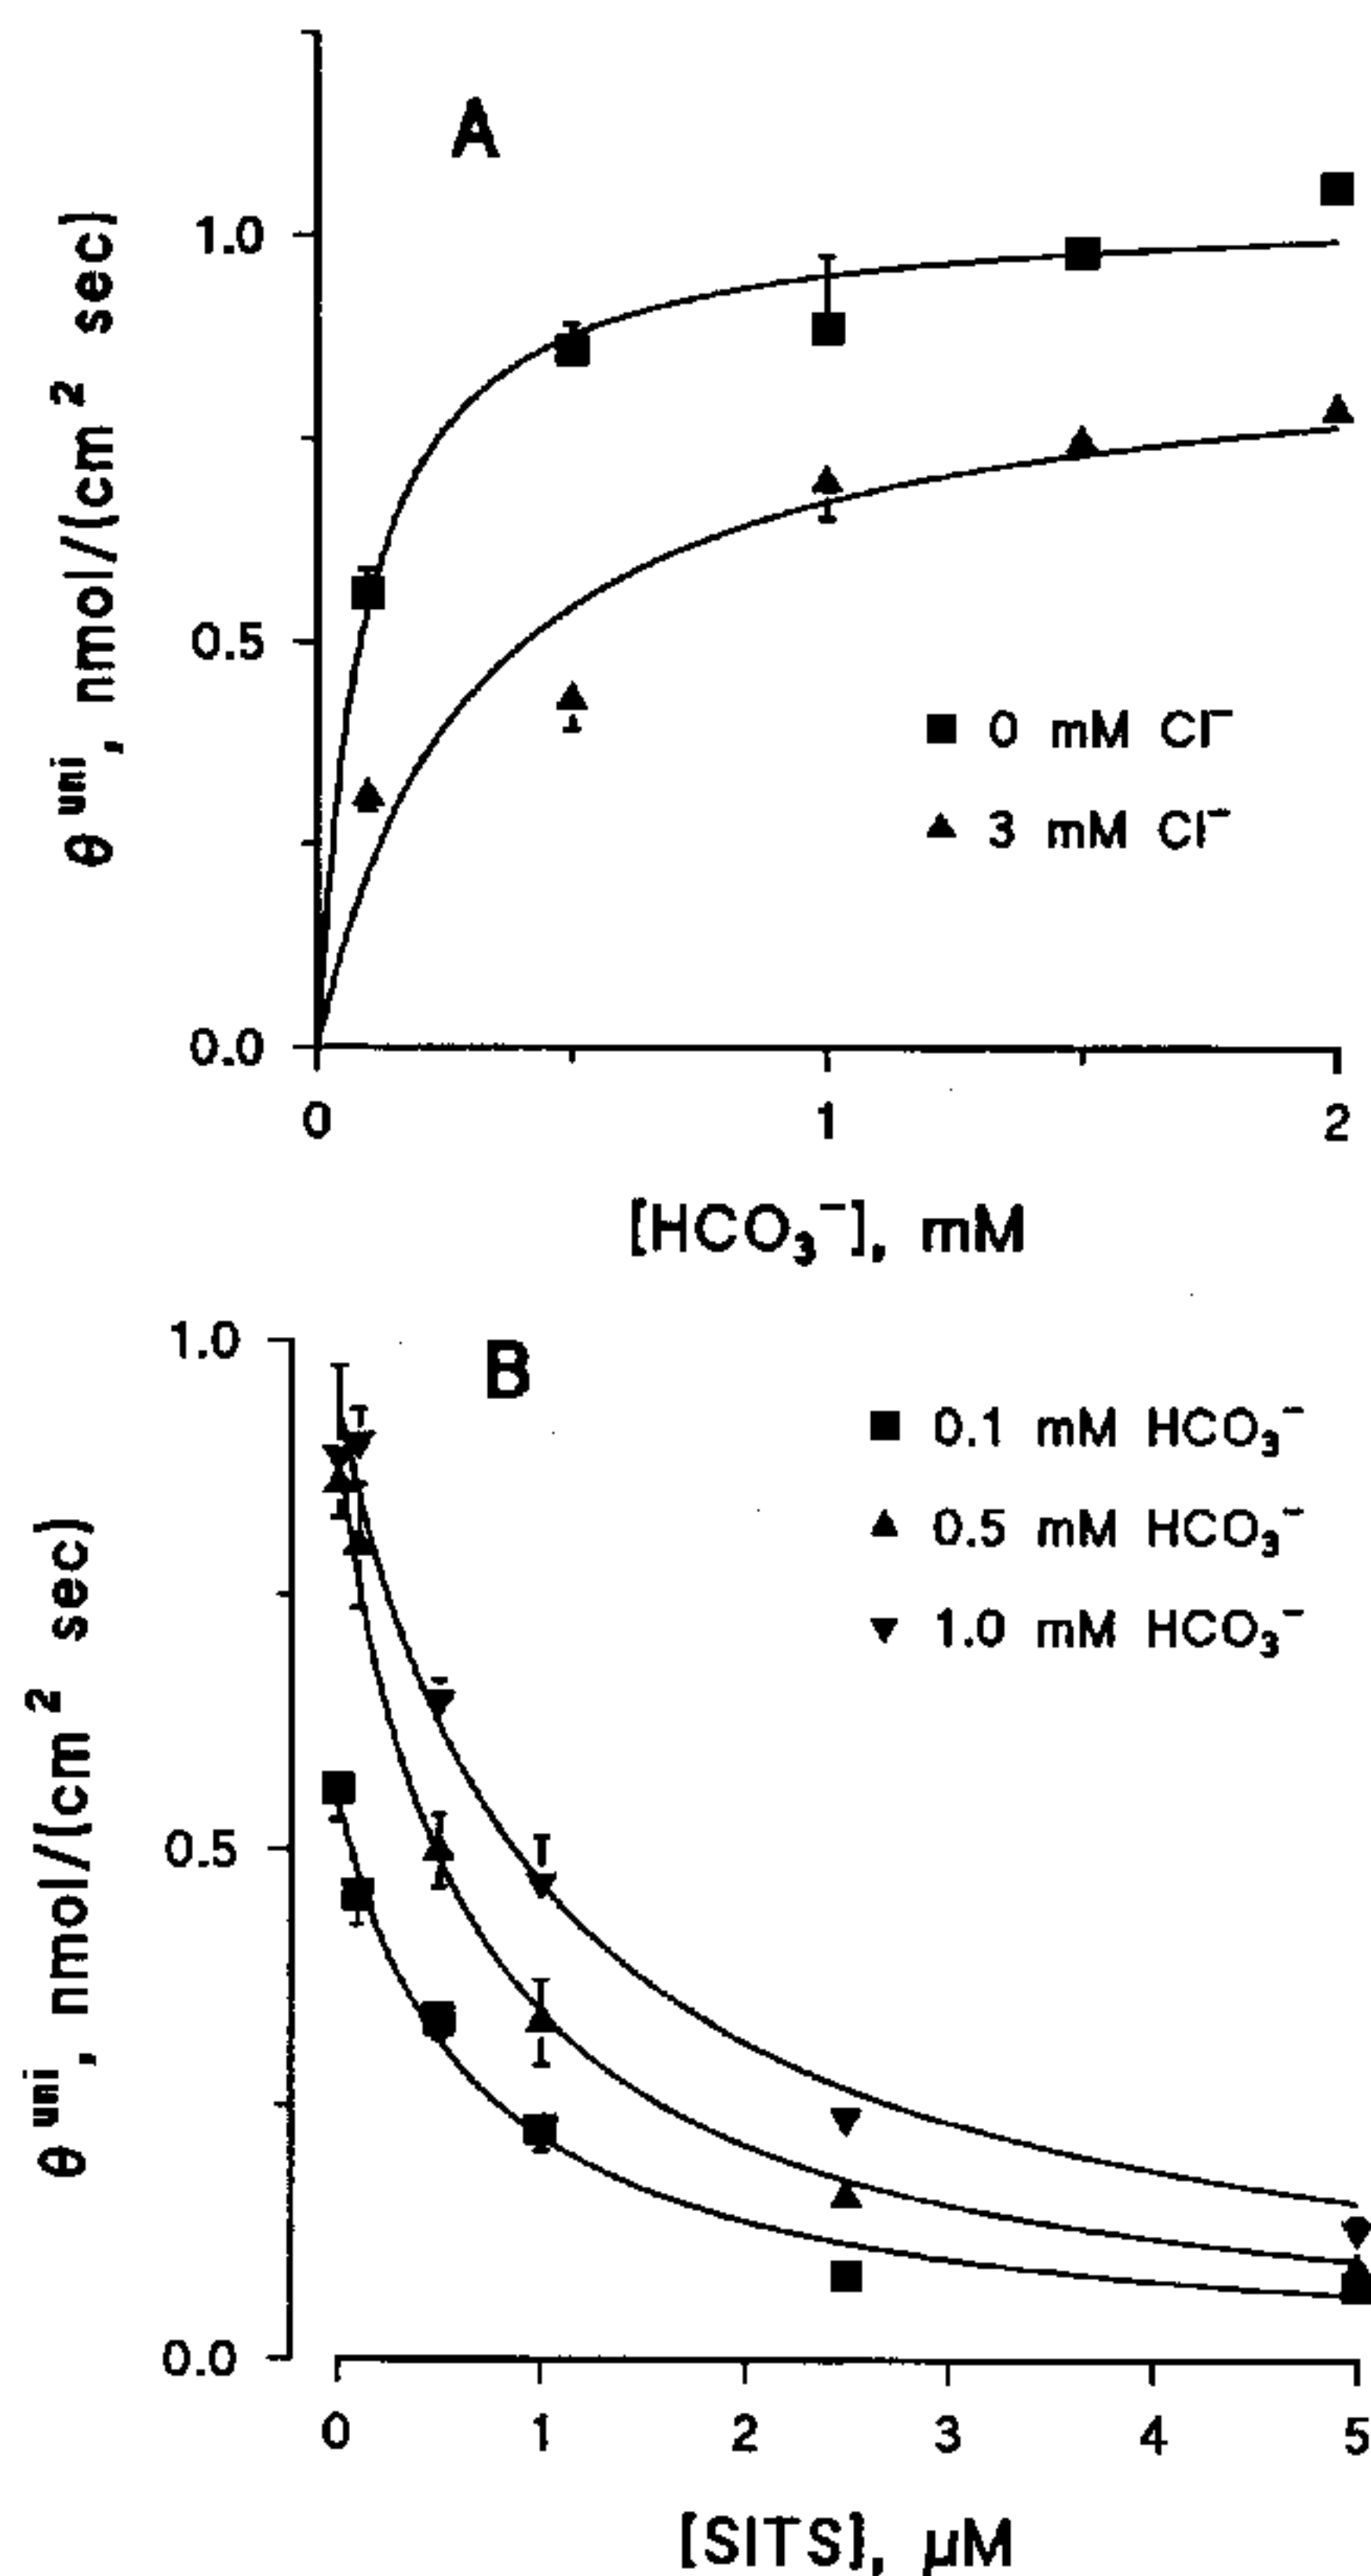 A
1.0
0.5
0.0
θ^uni, nmol/(cm² sec)
■ 0 mM Cl⁻
▲ 3 mM Cl⁻
0 1 2
[HCO₃⁻], mM
B
1.0
0.5
0.0
θ^uni, nmol/(cm² sec)
■ 0.1 mM HCO₃⁻
▲ 0.5 mM HCO₃⁻
▼ 1.0 mM HCO₃⁻
0 1 2 3 4 5
[SITS], μM